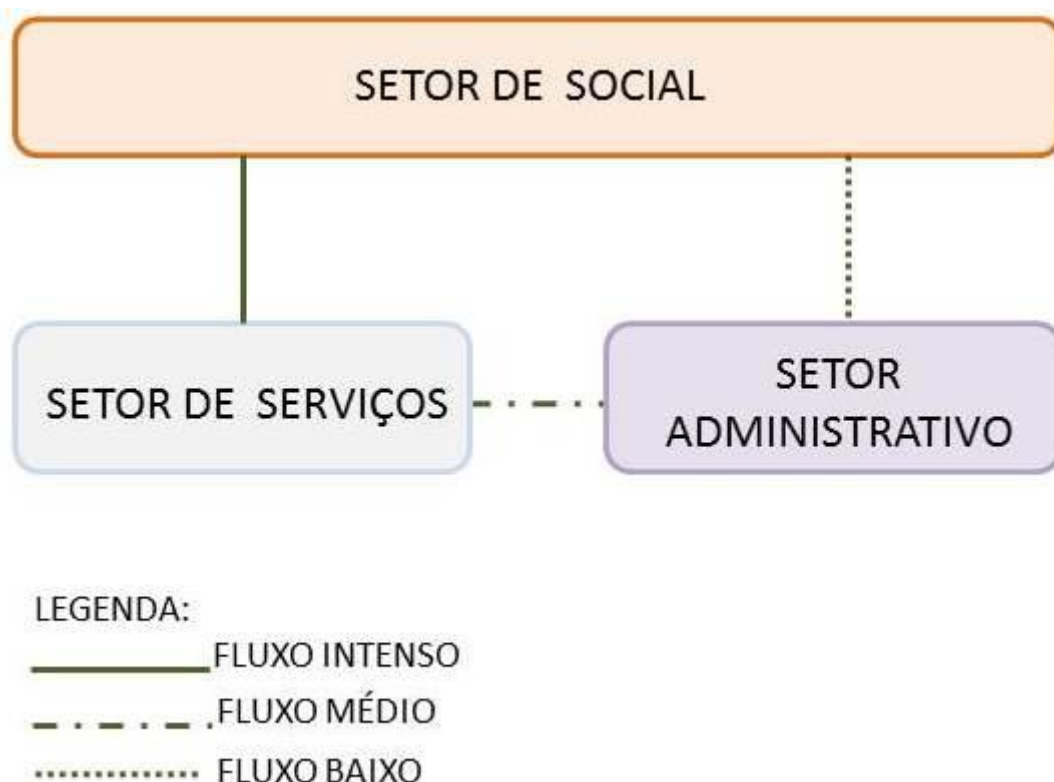 SETOR DE SOCIAL
SETOR DE SERVIÇOS
SETOR
ADMINISTRATIVO
LEGENDA:
FLUXO INTENSO
FLUXO MÉDIO
FLUXO BAIXO